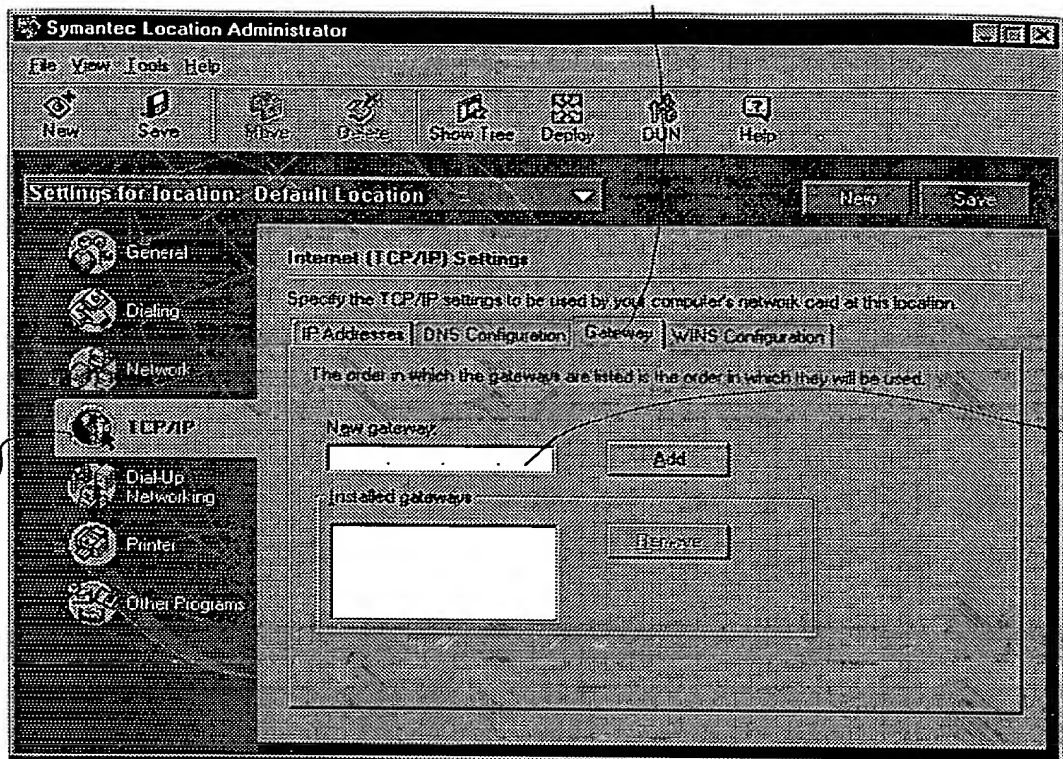 Symantec Location Administrator
File View Tools Help
New Save Move Delete Show Tree Deploy DUN Help
Settings for location: Default Location
New Save
General
Dialing
Network
TCP/IP
Dial-Up
Networking
Printer
Other Programs
Internet (TCP/IP) Settings
Specify the TCP/IP settings to be used by your computer's network card at this location.
IP Addresses DNS Configuration Gateway WINS Configuration
The order in which the gateways are listed is the order in which they will be used.
New gateway:
. . .
Add
Installed gateways
Remove